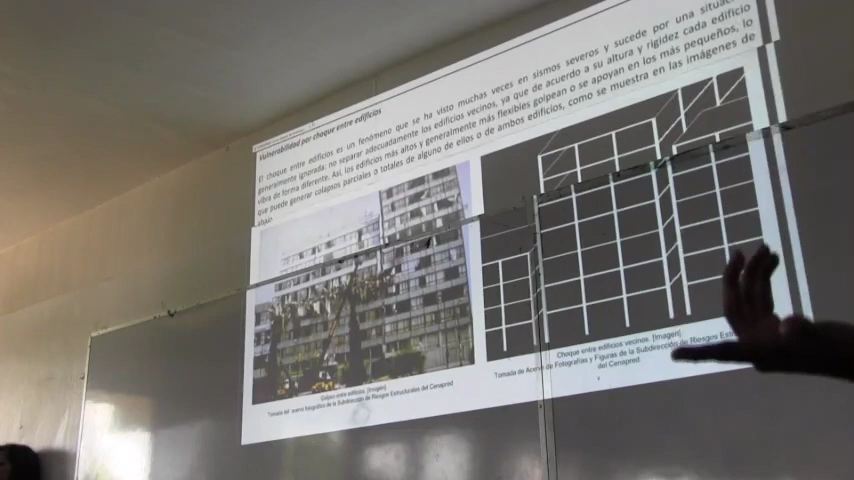 Vulnerabilidad por choque entre edificios
El choque entre edificios es un fenómeno que se ha visto muchas veces en sismos severos y sucede por una situac
generalmente ignorada: no separar adecuadamente los edificios vecinos, ya que de acuerdo a su altura y rigidez cada edificio
vibra de forma diferente. Así, los edificios más altos y generalmente más flexibles golpean o se apoyan en los más pequeños, lo
que puede generar colapsos parciales o totales de alguno de ellos o de ambos edificios, como se muestra en las imágenes de
abajo
Golpeo entre edificios. [Imagen]
Tomada del acervo fotográfico de la Subdirección de Riesgos Estructurales del Cenapred
Choque entre edificios vecinos. [Imagen]
Tomada de Acervo de Fotografías y Figuras de la Subdirección de Riesgos Es
del Cenapred